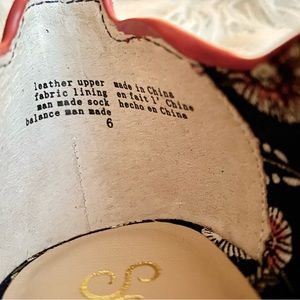 leather upper made in China
fabric lining en fait l' Chine
man made sock hecho en China
balance man made
6